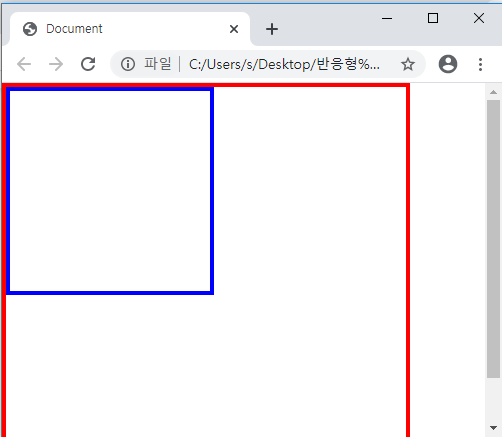 Document
파일 C:/Users/s/Desktop/반응형%...